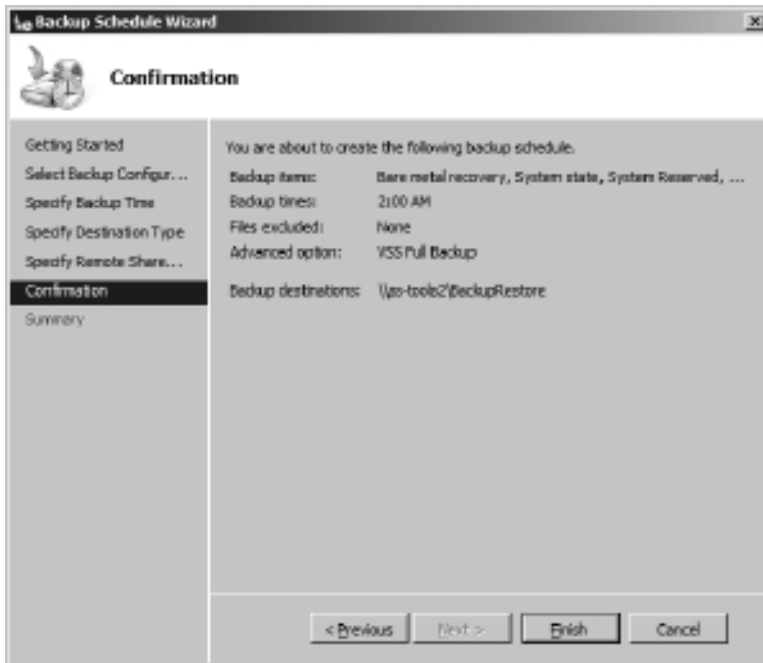 Backup Schedule Wizard
Confirmation
Getting Started
Select Backup Configur...
Specify Backup Time
Specify Destination Type
Specify Remote Share...
Confirmation
Summary
You are about to create the following backup schedule.
Backup items: Bare metal recovery, System state, System Reserved, ...
Backup times: 2:00 AM
Files excluded: None
Advanced option: VSS Full Backup
Backup destinations: \BackupRestore
< Previous
Next >
Finish
Cancel